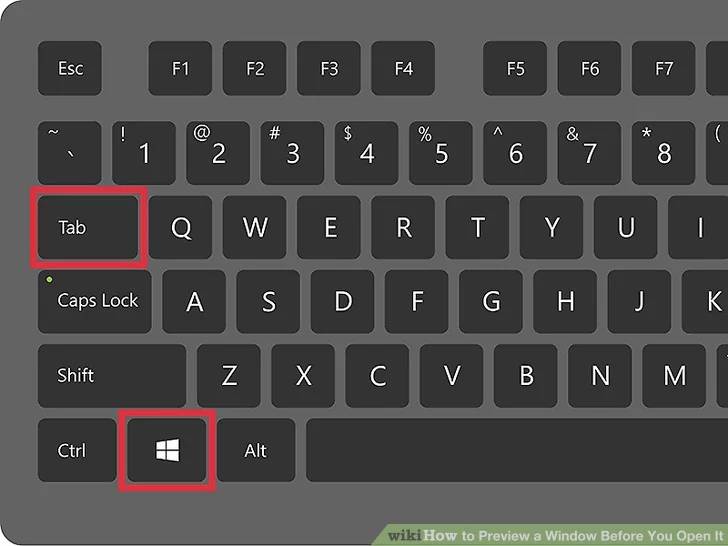 Esc F1 F2 F3 F4 F5 F6 F7
~ ` ! 1 @ 2 # 3 $ 4 % 5 ^ 6 & 7 * 8 (
Tab Q W E R T Y U I
Caps Lock A S D F G H J K
Shift Z X C V B N M
Ctrl Alt
wikiHow to Preview a Window Before You Open It